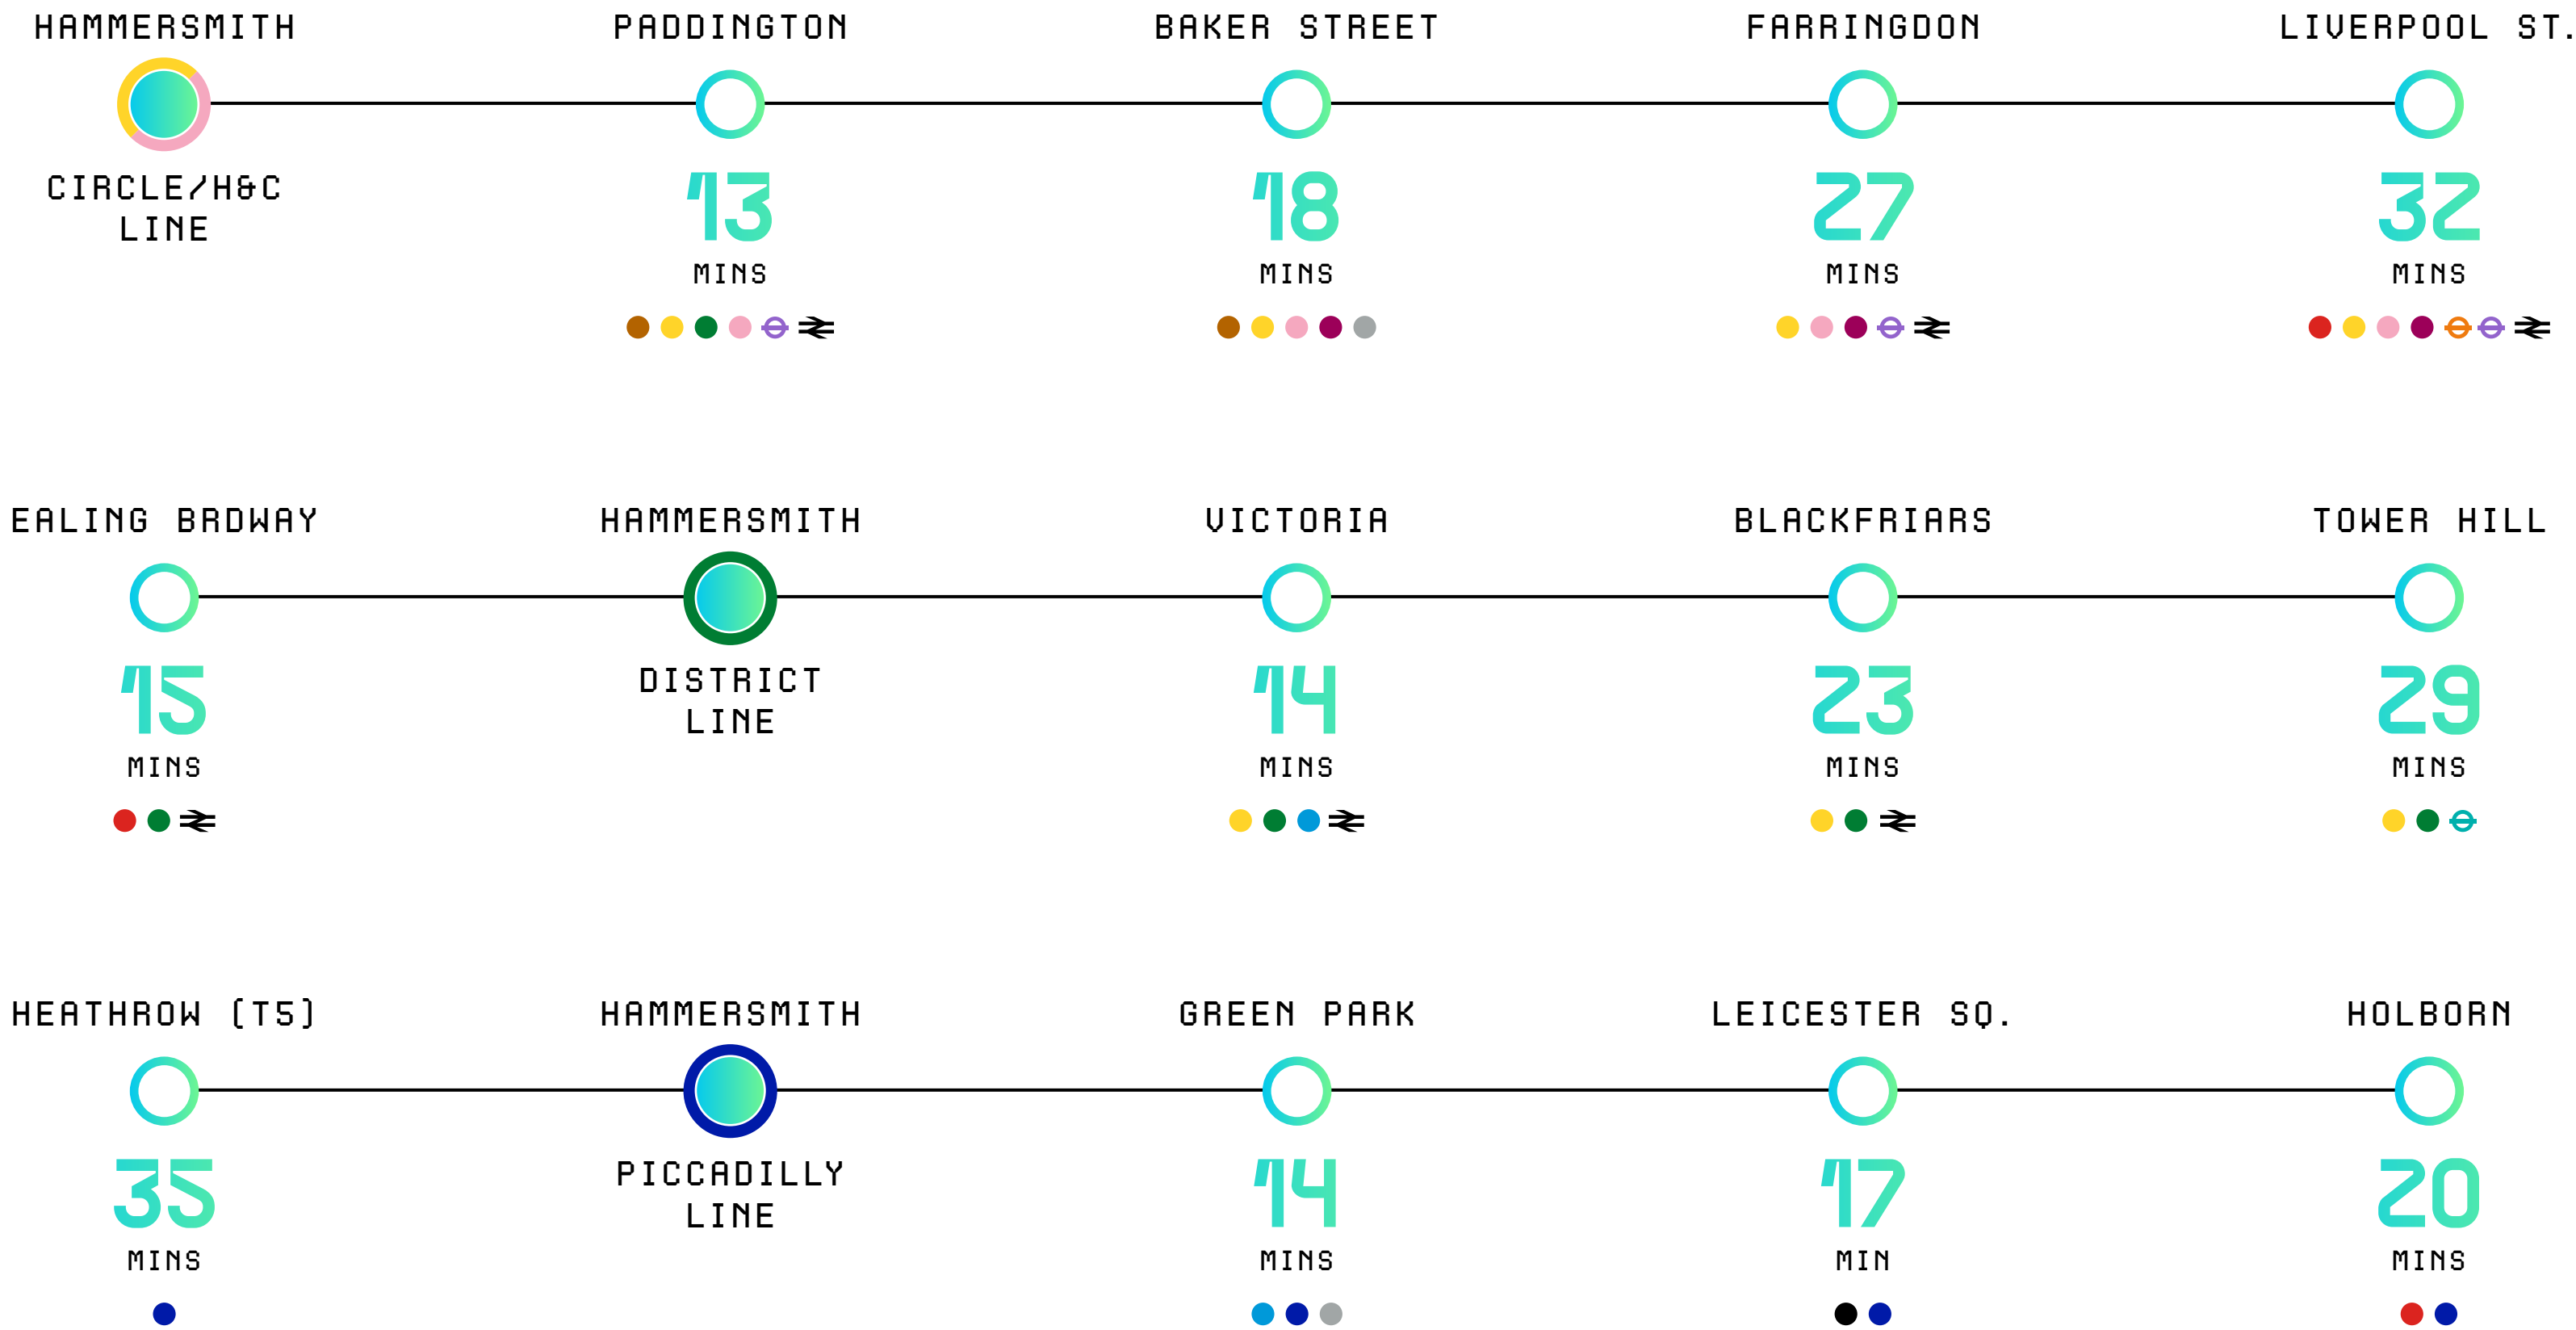 HAMMERSMITH PADDINGTON BAKER STREET FARRINGDON LIVERPOOL ST.
CIRCLE/H&C
LINE
13 18 27 32
MINS MINS MINS MINS
EALING BRDWAY HAMMERSMITH VICTORIA BLACKFRIARS TOWER HILL
DISTRICT
LINE
15 14 23 29
MINS MINS MINS MINS
HEATHROW (T5) HAMMERSMITH GREEN PARK LEICESTER SQ. HOLBORN
PICCADILLY
LINE
35 14 17 20
MINS MINS MIN MINS